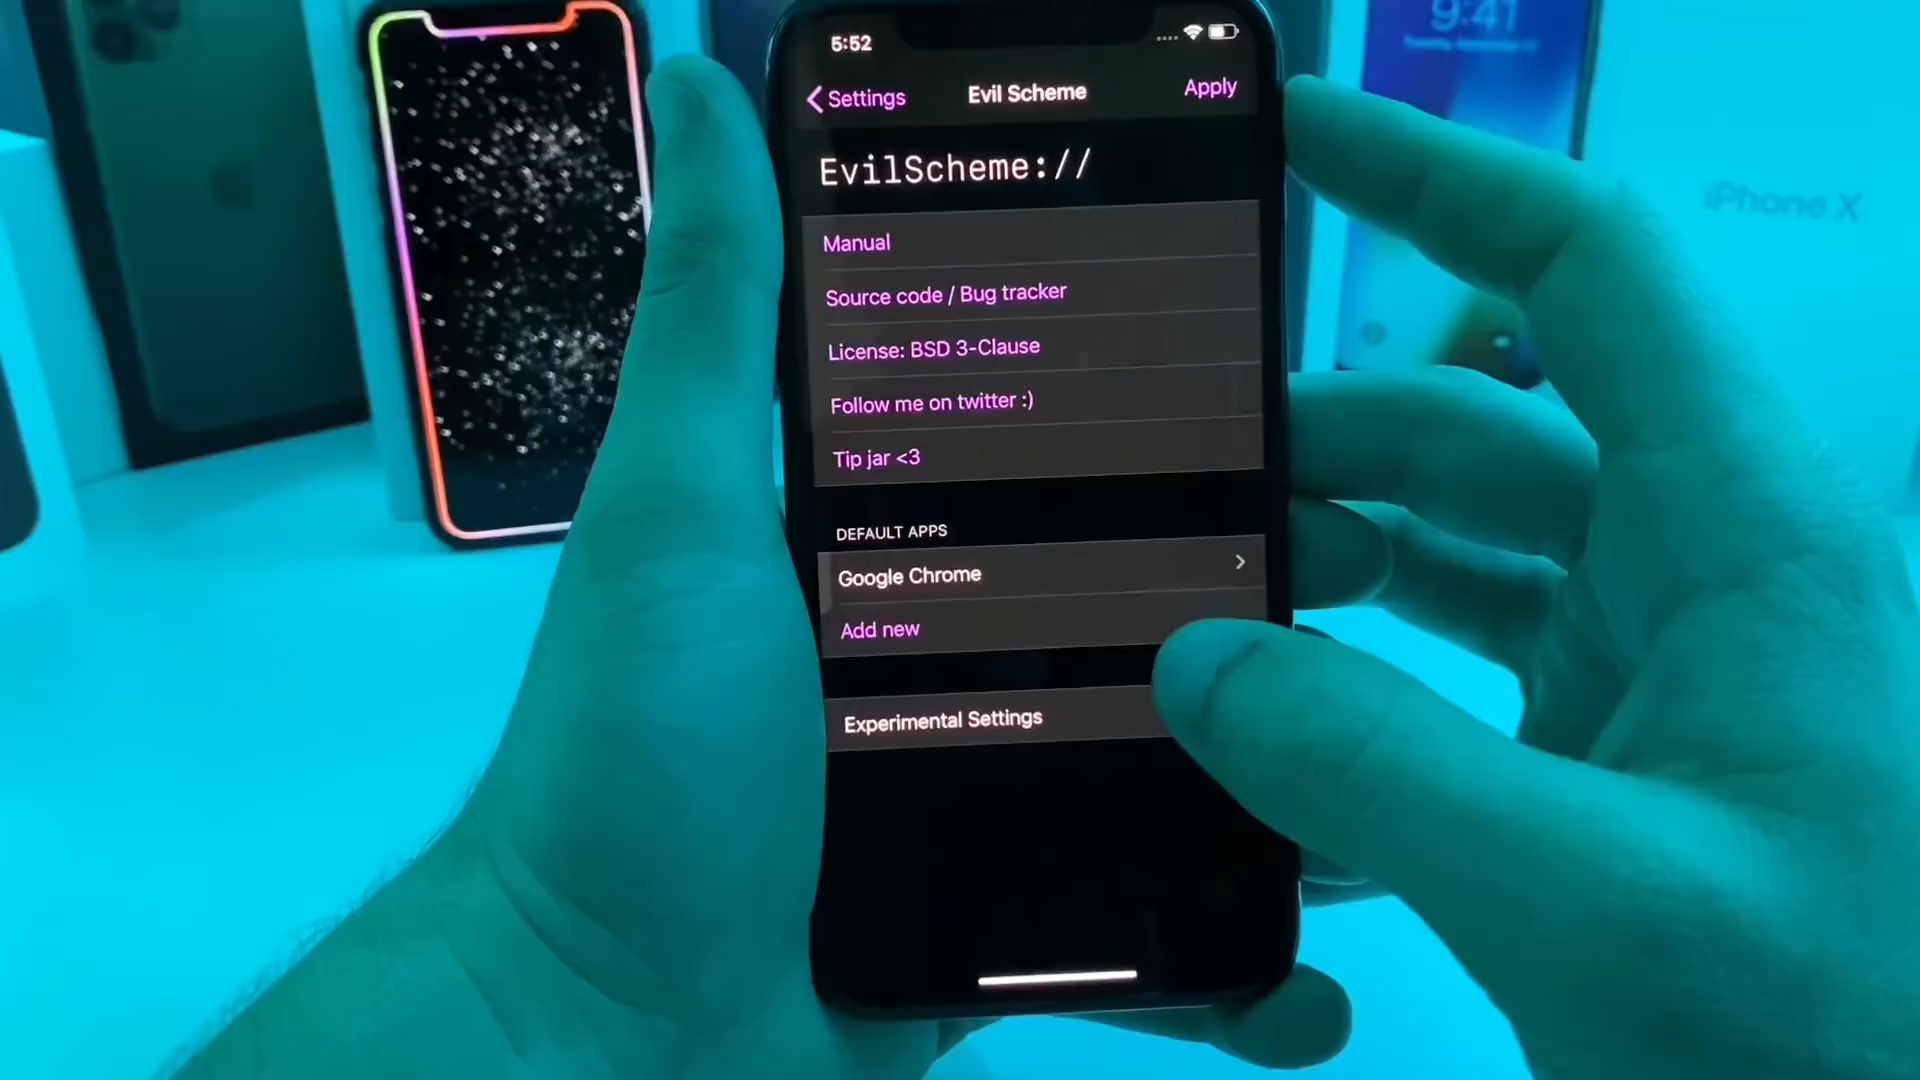 9:41
5:52
Settings
Evil Scheme
Apply
EvilScheme://
iPhone X
Manual
Source code / Bug tracker
License: BSD 3-Clause
Follow me on twitter :)
Tip jar <3
DEFAULT APPS
Google Chrome
Add new
Experimental Settings